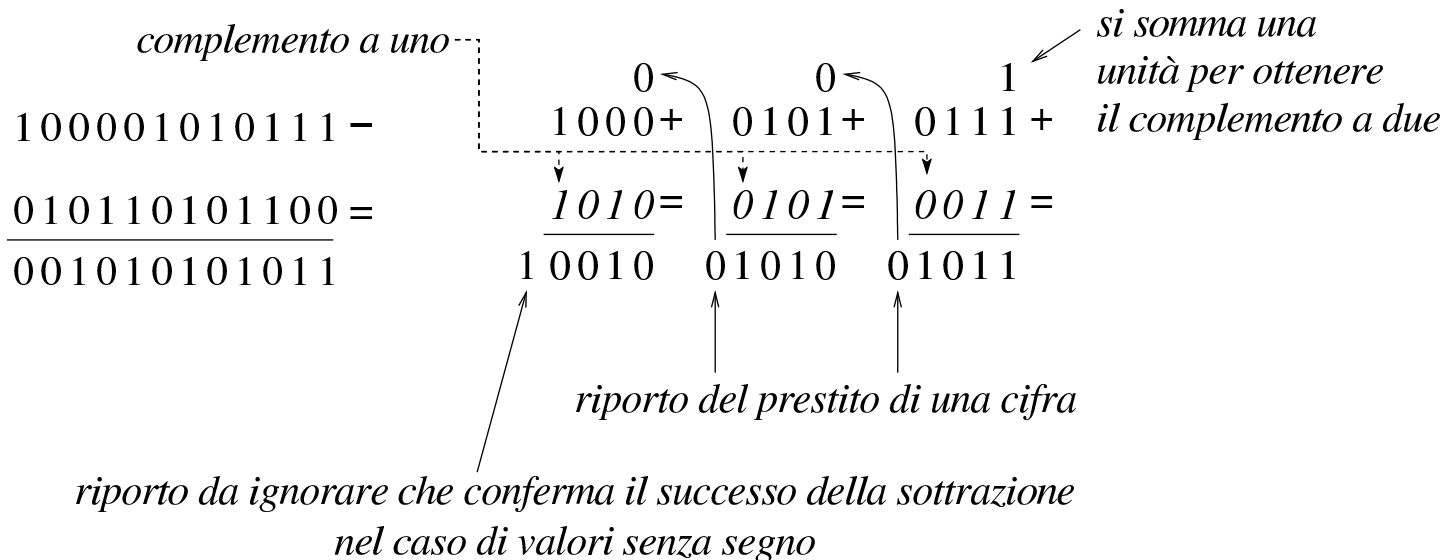 complemento a uno
si somma una
unità per ottenere
il complemento a due
0 0 1
100001010111 − 1000+ 0101+ 0111+
010110101100 = 1010= 0101= 0011=
001010101011 1 0010 01010 01011
riporto del prestito di una cifra
riporto da ignorare che conferma il successo della sottrazione
nel caso di valori senza segno